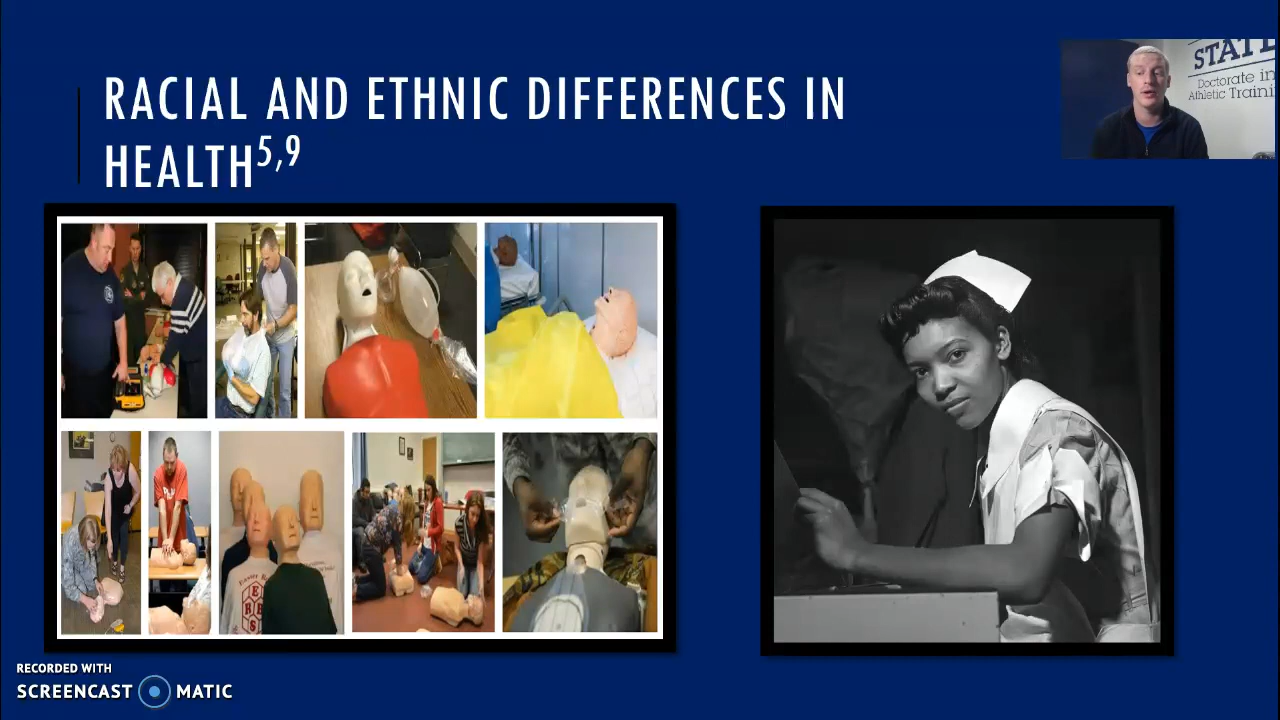 RACIAL AND ETHNIC DIFFERENCES IN
HEALTH5,9
STATE
Doctorate in
Athletic Traini
RECORDED WITH
SCREENCAST MATIC